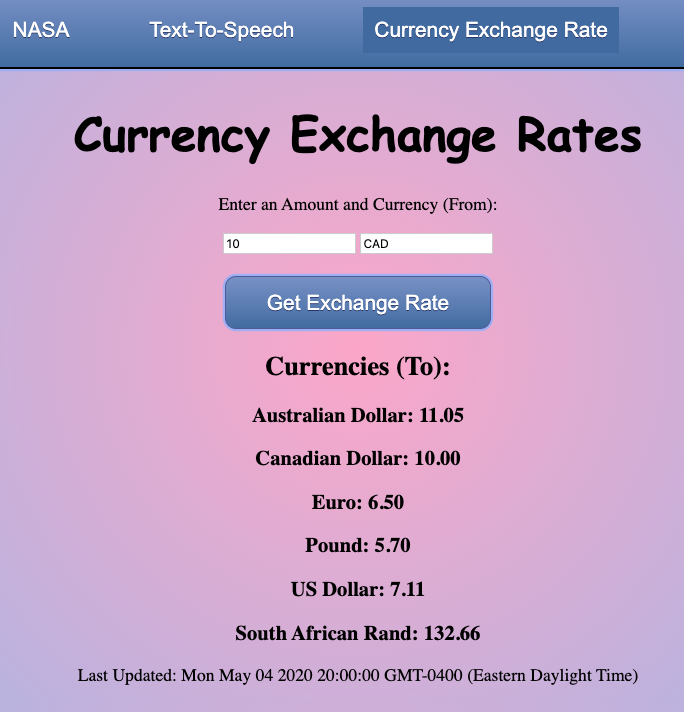 NASA Text-To-Speech Currency Exchange Rate
Currency Exchange Rates
Enter an Amount and Currency (From):
10 CAD
Get Exchange Rate
Currencies (To):
Australian Dollar: 11.05
Canadian Dollar: 10.00
Euro: 6.50
Pound: 5.70
US Dollar: 7.11
South African Rand: 132.66
Last Updated: Mon May 04 2020 20:00:00 GMT-0400 (Eastern Daylight Time)